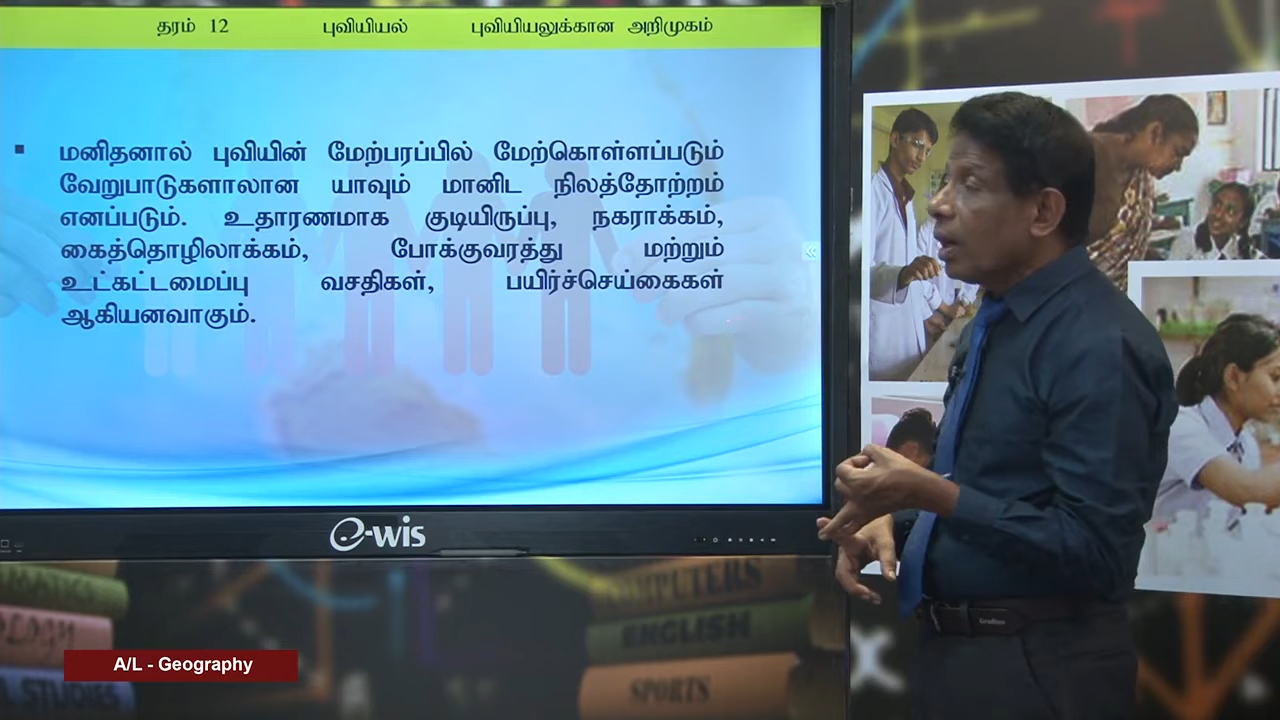 தரம் 12 புவியியல் புவியியலுக்கான அறிமுகம்
▪ மனிதனால் புவியின் மேற்பரப்பில் மேற்கொள்ளப்படும்
வேறுபாடுகளாலான யாவும் மானிட நிலத்தோற்றம்
எனப்படும். உதாரணமாக குடியிருப்பு, நகராக்கம்,
கைத்தொழிலாக்கம், போக்குவரத்து மற்றும்
உட்கட்டமைப்பு வசதிகள், பயிர்ச்செய்கைகள்
ஆகியனவாகும்.
e-wis
COMPUTERS
ENGLISH
SPORTS
STUDIES
A/L - Geography